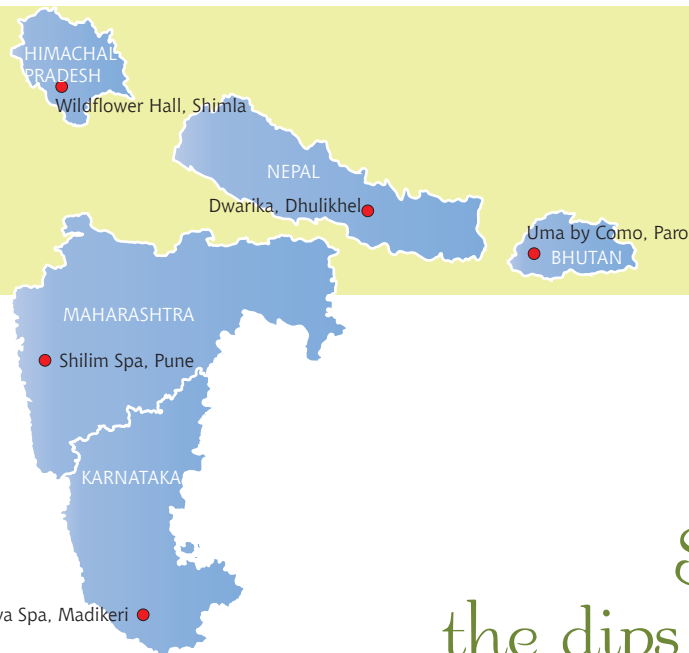 HIMACHAL
PRADESH
Wildflower Hall, Shimla
NEPAL
Dwarika, Dhulikhel
Uma by Como, Paro
BHUTAN
MAHARASHTRA
Shilim Spa, Pune
KARNATAKA
Spa, Madikeri
the dips